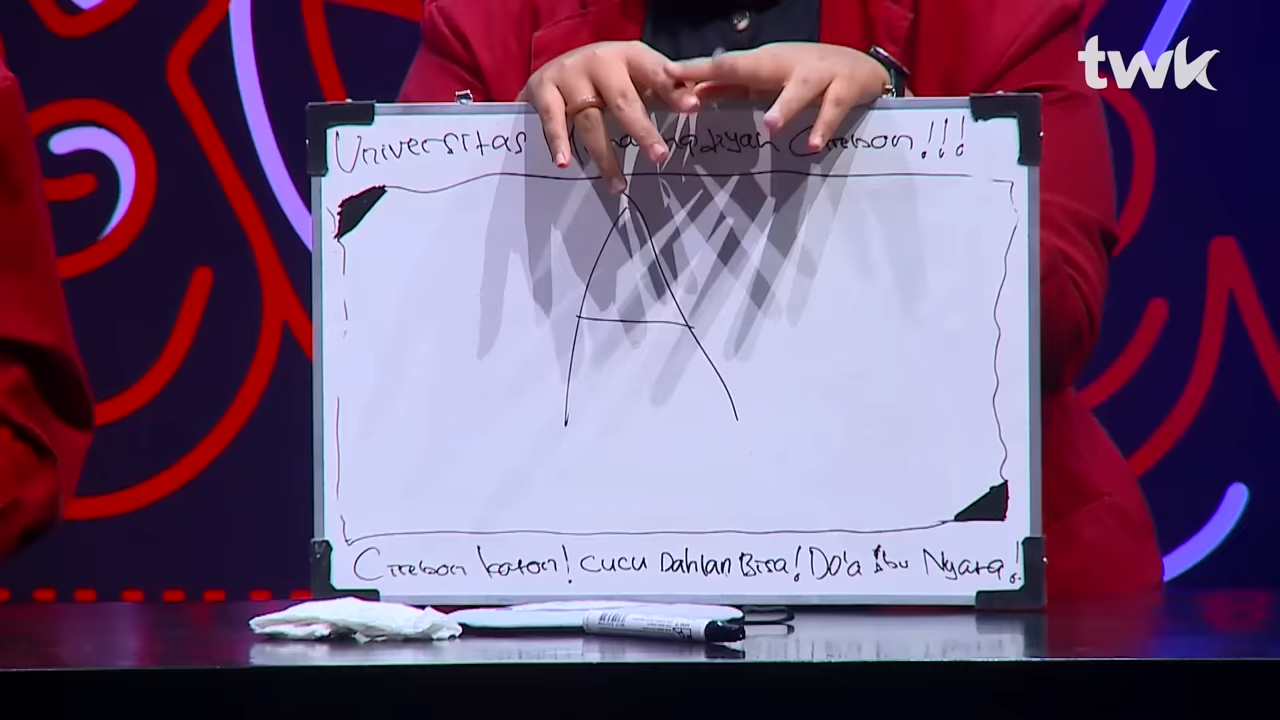 twk
Universitas Cirebon!!!
A
Cirebon katon! Cucu Dahlan Bisa! Do'a Ibu Nyata!